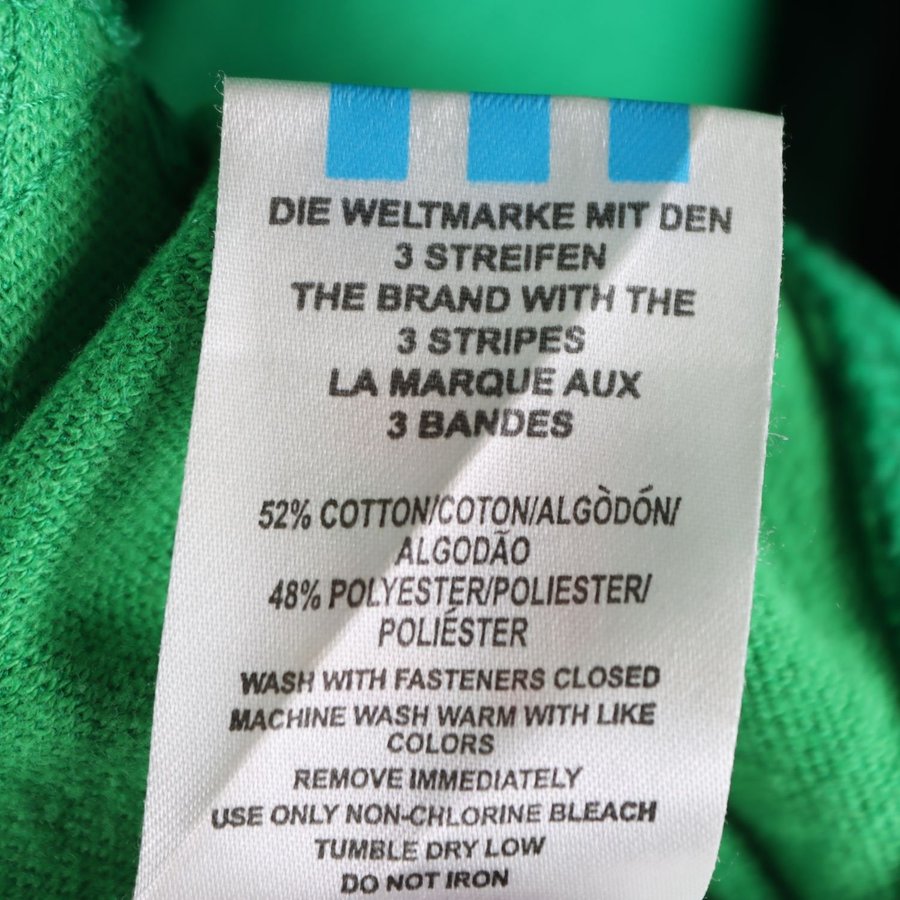 DIE WELTMARKE MIT DEN
3 STREIFEN
THE BRAND WITH THE
3 STRIPES
LA MARQUE AUX
3 BANDES
52% COTTON/COTON/ALGÒDÓN/
ALGODÃO
48% POLYESTER/POLIESTER/
POLIÉSTER
WASH WITH FASTENERS CLOSED
MACHINE WASH WARM WITH LIKE
COLORS
REMOVE IMMEDIATELY
USE ONLY NON-CHLORINE BLEACH
TUMBLE DRY LOW
DO NOT IRON